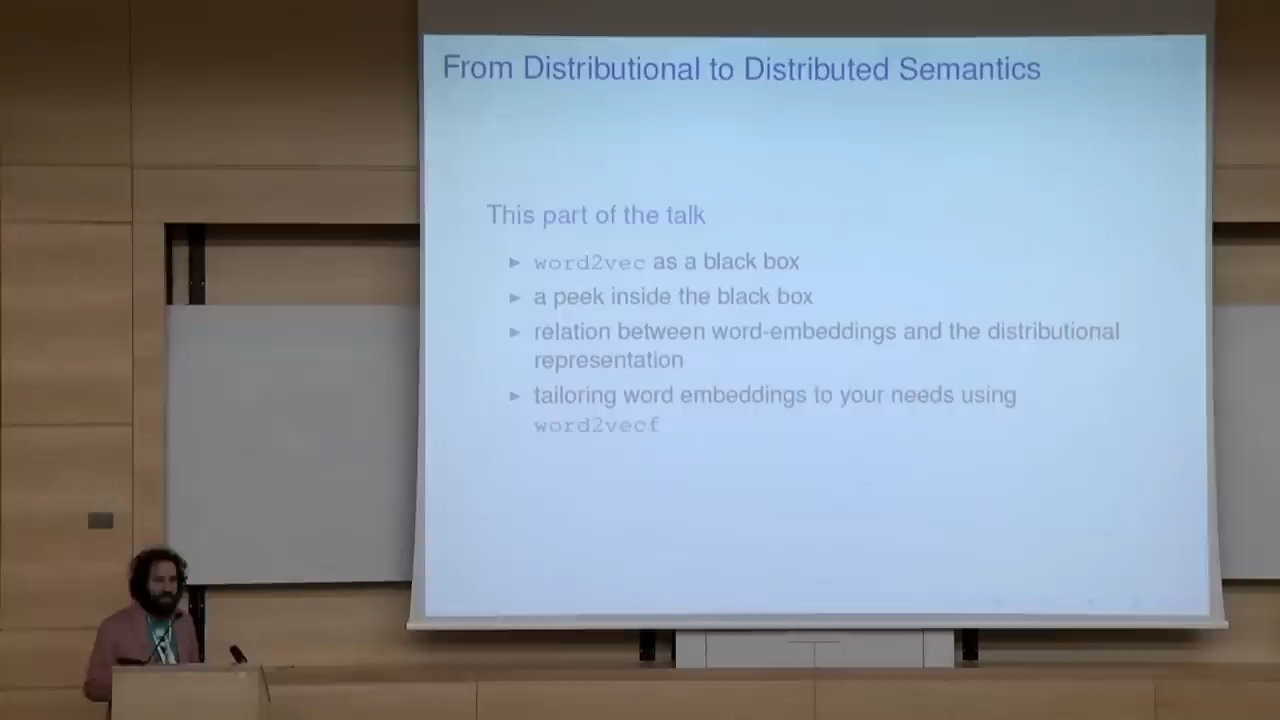 From Distributional to Distributed Semantics
This part of the talk
▶ word2vec as a black box
▶ a peek inside the black box
▶ relation between word-embeddings and the distributional
representation
▶ tailoring word embeddings to your needs using
word2vecf